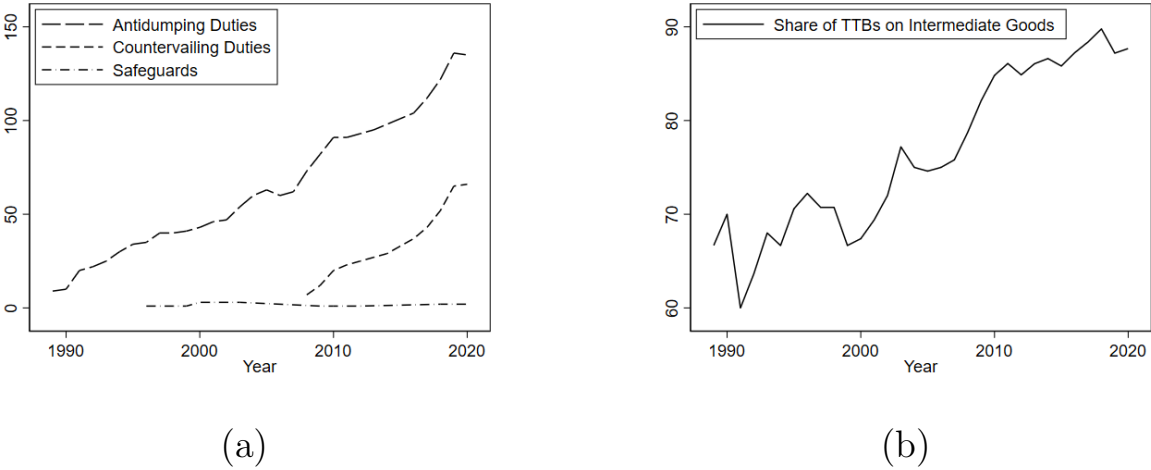 150
100
50
0
Antidumping Duties
Countervailing Duties
Safeguards
1990 2000 2010 2020
Year
(a)
90
80
70
60
Share of TTBs on Intermediate Goods
1990 2000 2010 2020
Year
(b)